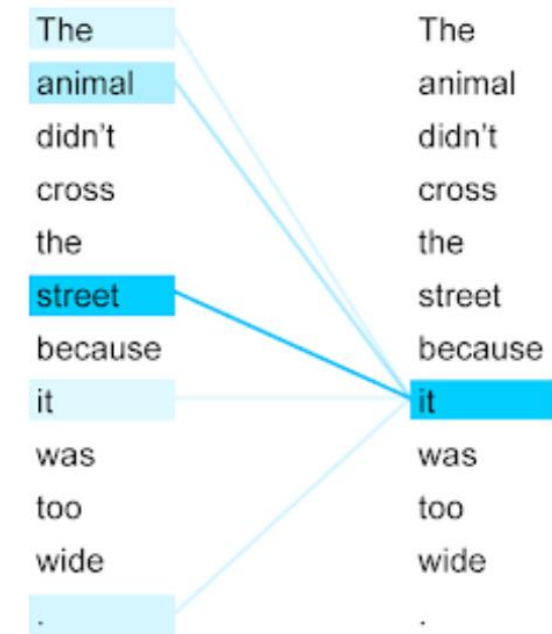 The The
animal animal
didn't didn't
cross cross
the the
street street
because because
it it
was was
too too
wide wide
. .